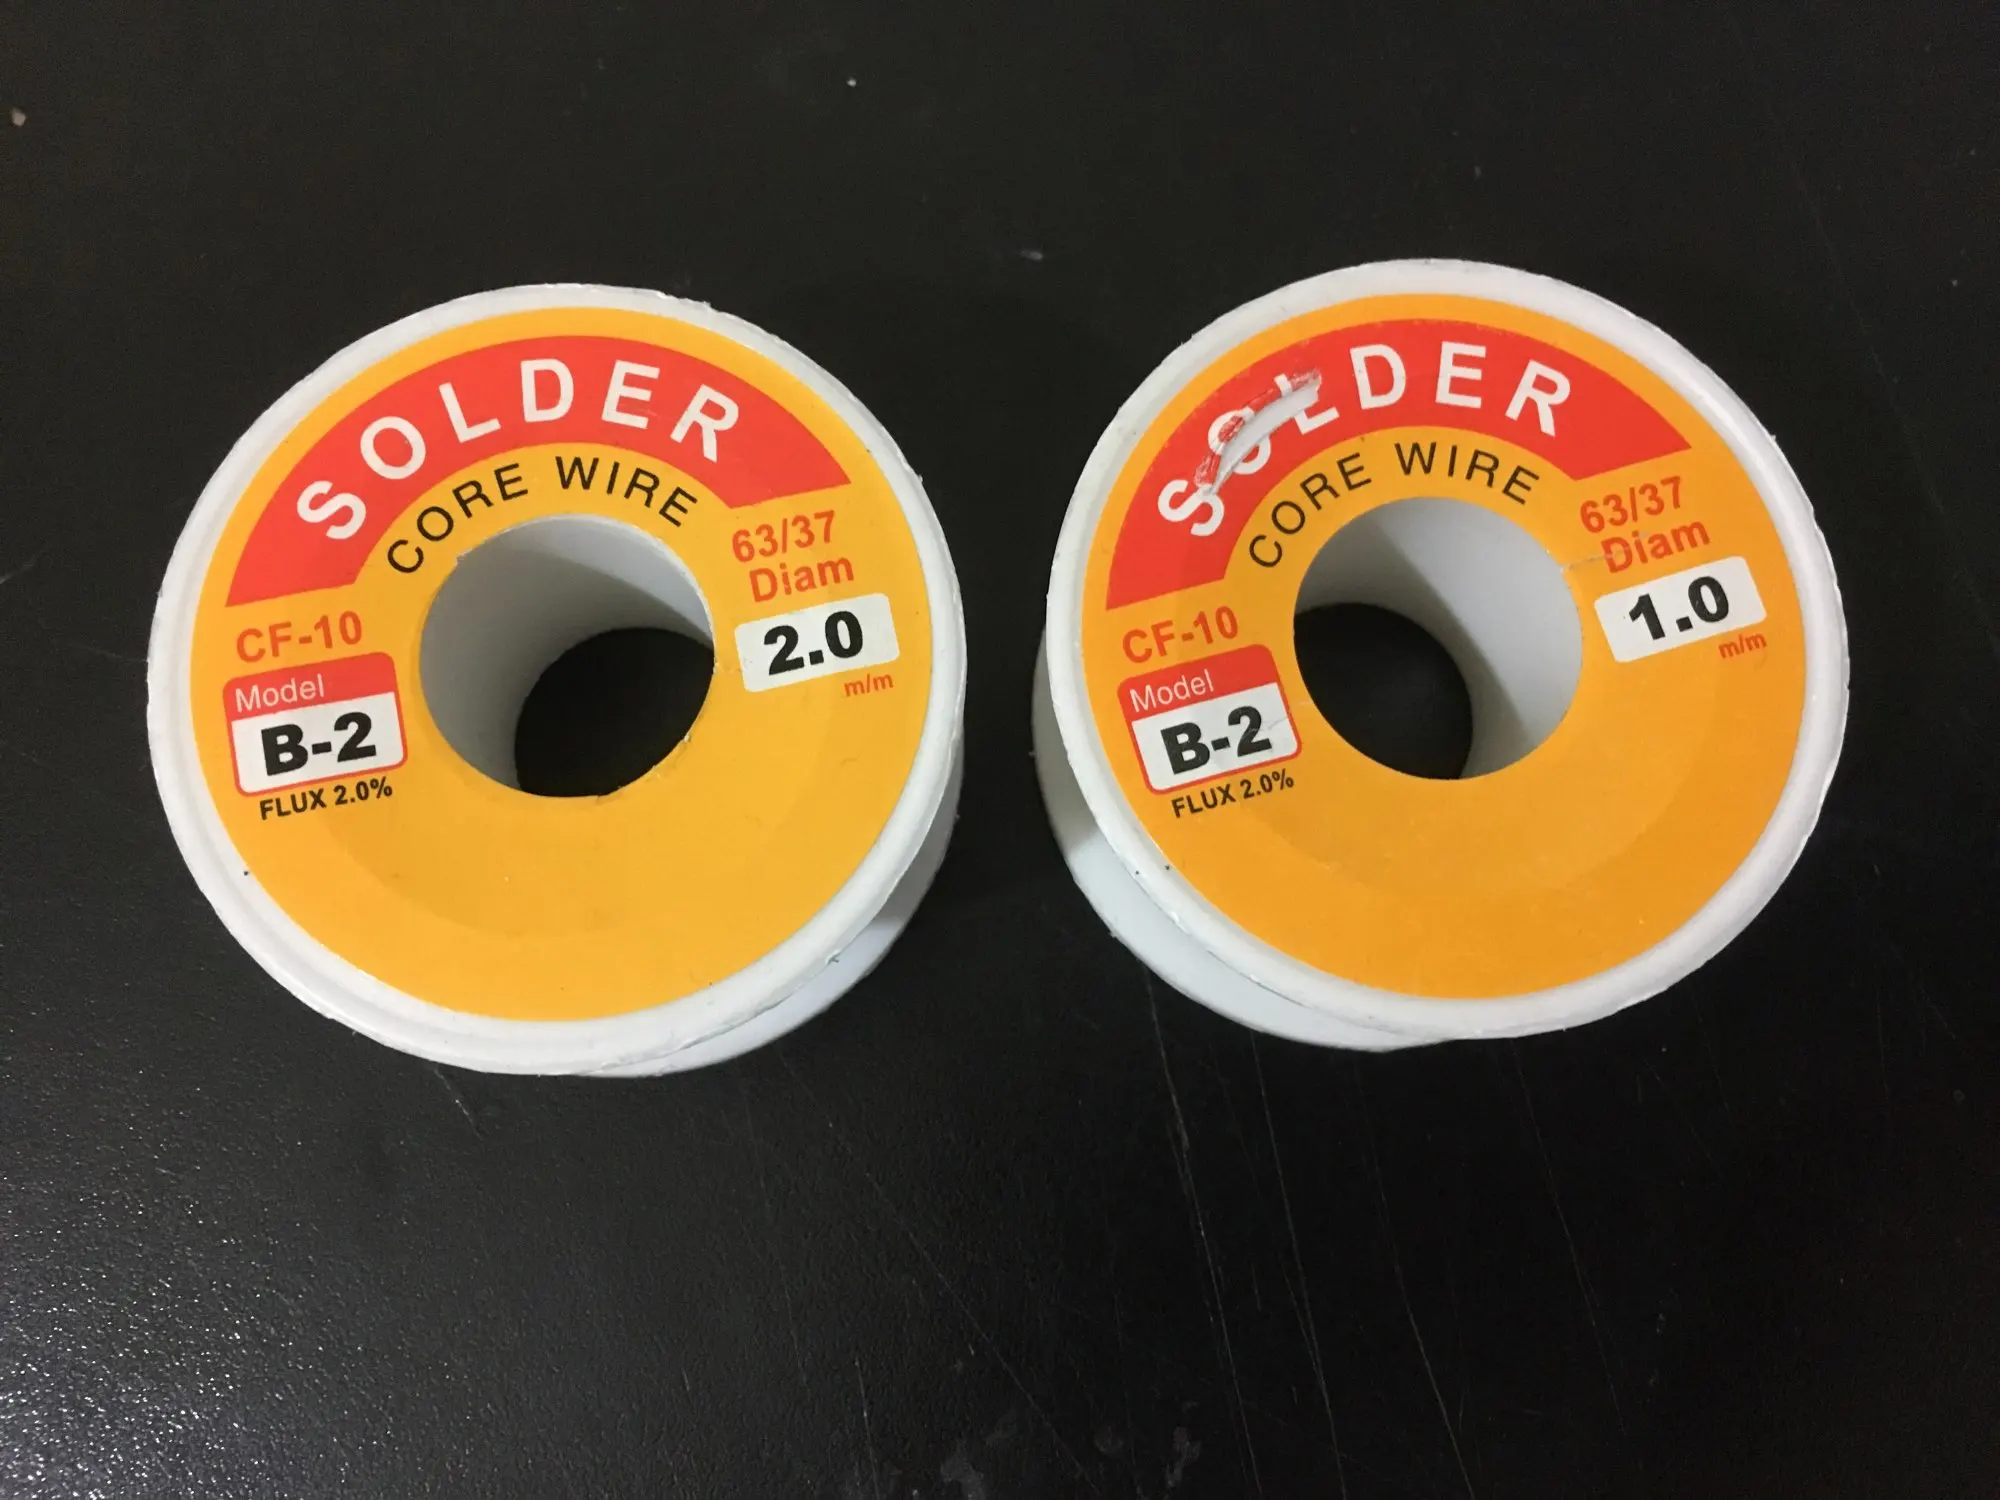 SOLDER
CORE WIRE
63/37
Diam
2.0
m/m
CF-10
Model
B-2
FLUX 2.0%
SOLDER
CORE WIRE
63/37
Diam
1.0
m/m
CF-10
Model
B-2
FLUX 2.0%